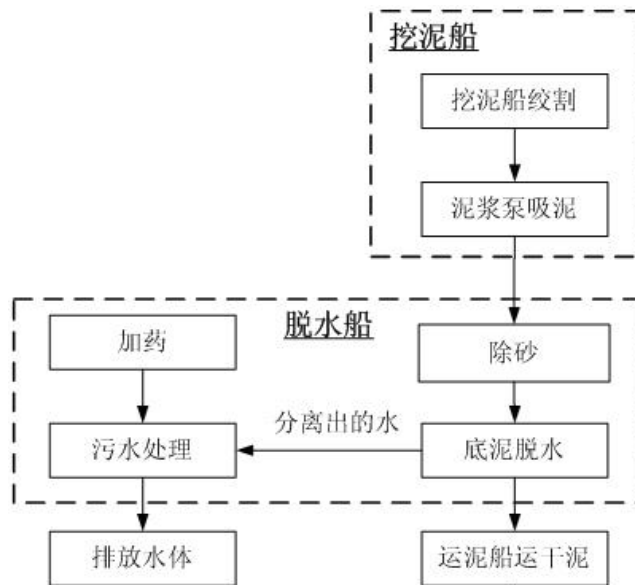 挖泥船
挖泥船绞割
泥浆泵吸泥
脱水船
加药
除砂
分离出的水
污水处理
底泥脱水
排放水体
运泥船运干泥